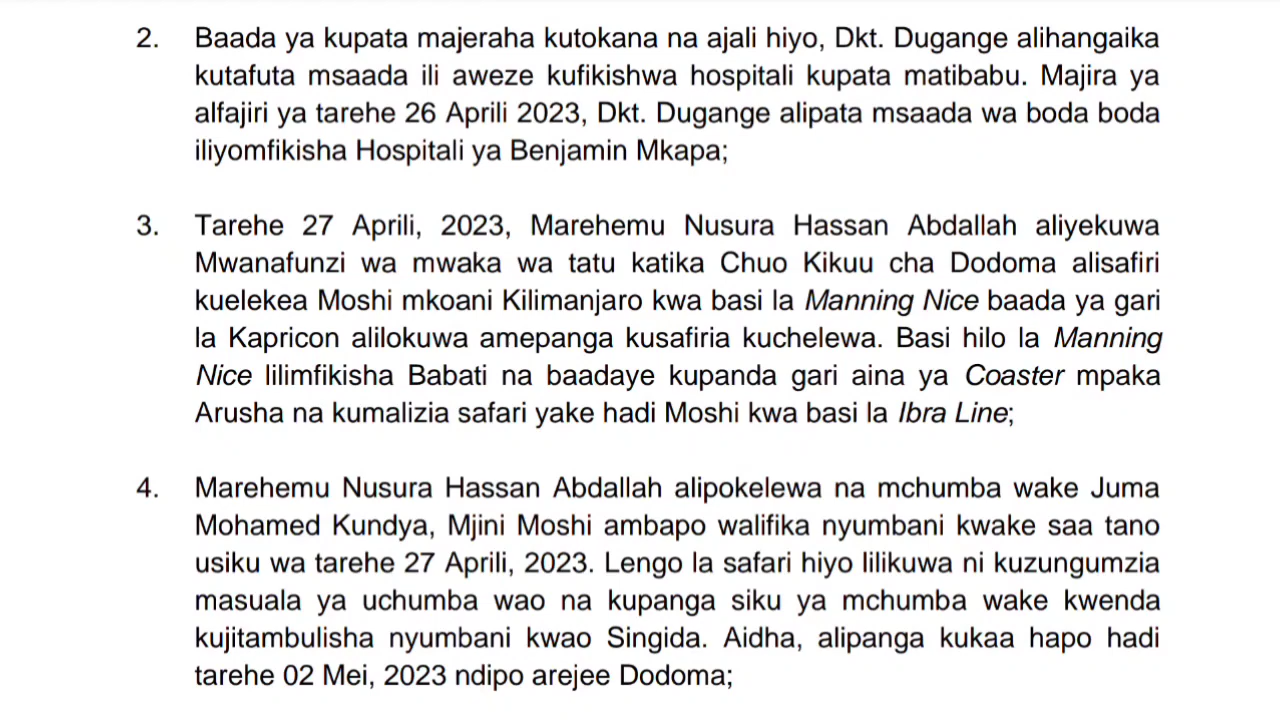 2. Baada ya kupata majeraha kutokana na ajali hiyo, Dkt. Dugange alihangaika
kutafuta msaada ili aweze kufikishwa hospitali kupata matibabu. Majira ya
alfajiri ya tarehe 26 Aprili 2023, Dkt. Dugange alipata msaada wa boda boda
iliyomfikisha Hospitali ya Benjamin Mkapa;
3. Tarehe 27 Aprili, 2023, Marehemu Nusura Hassan Abdallah aliyekuwa
Mwanafunzi wa mwaka wa tatu katika Chuo Kikuu cha Dodoma alisafiri
kuelekea Moshi mkoani Kilimanjaro kwa basi la Manning Nice baada ya gari
la Kapricon alilokuwa amepanga kusafiria kuchelewa. Basi hilo la Manning
Nice lilimfikisha Babati na baadaye kupanda gari aina ya Coaster mpaka
Arusha na kumalizia safari yake hadi Moshi kwa basi la Ibra Line;
4. Marehemu Nusura Hassan Abdallah alipokelewa na mchumba wake Juma
Mohamed Kundya, Mjini Moshi ambapo walifika nyumbani kwake saa tano
usiku wa tarehe 27 Aprili, 2023. Lengo la safari hiyo lilikuwa ni kuzungumzia
masuala ya uchumba wao na kupanga siku ya mchumba wake kwenda
kujitambulisha nyumbani kwao Singida. Aidha, alipanga kukaa hapo hadi
tarehe 02 Mei, 2023 ndipo arejee Dodoma;